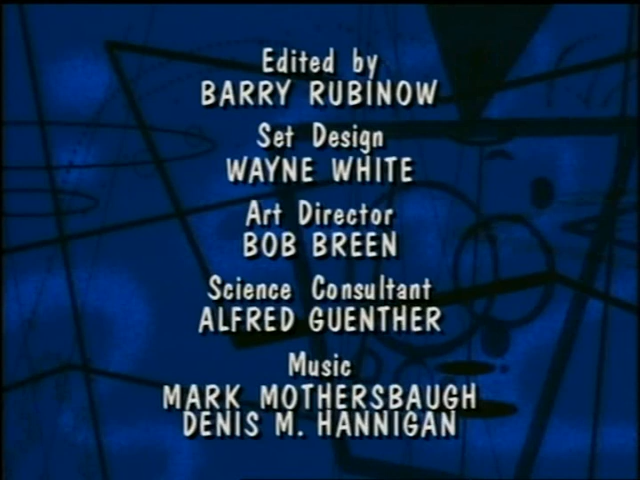 Edited by
BARRY RUBINOW
Set Design
WAYNE WHITE
Art Director
BOB BREEN
Science Consultant
ALFRED GUENTHER
Music
MARK MOTHERSBAUGH
DENIS M. HANNIGAN